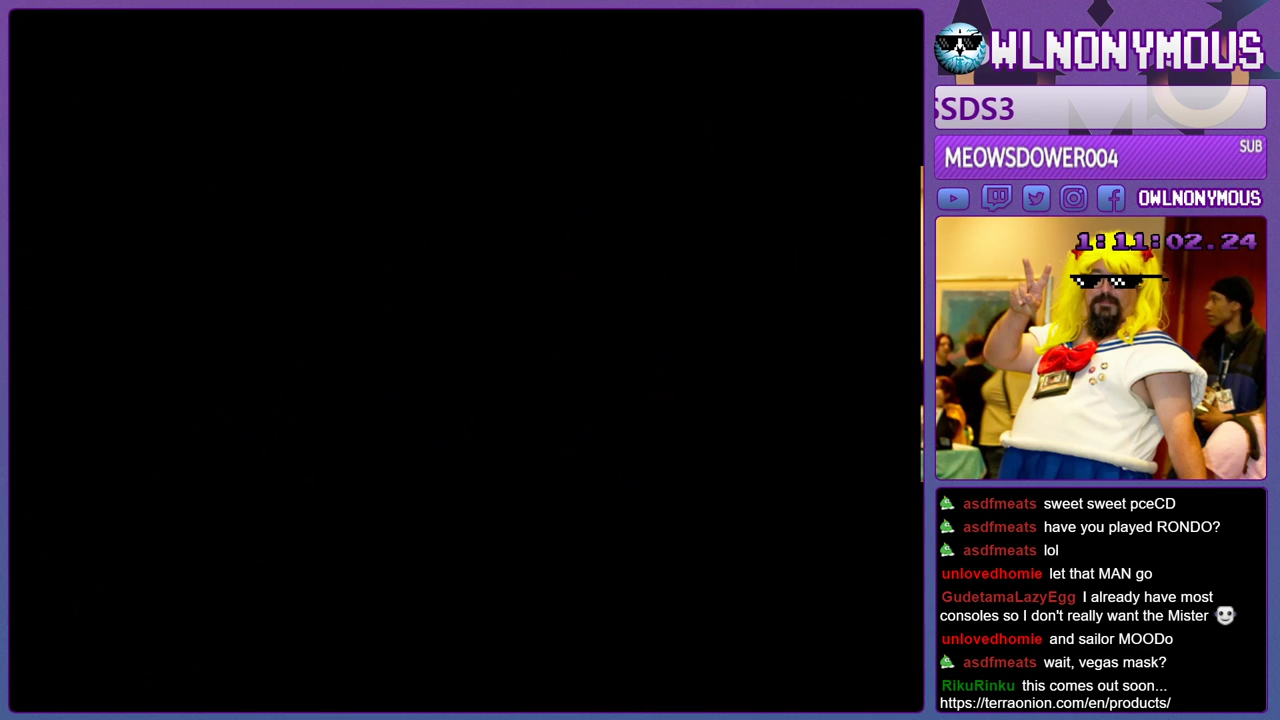 OWLNONYMOUS
SSDS3
MEOWSDOWER004
SUB
OWLNONYMOUS
1:11:02.24
asdfmeats sweet sweet pceCD
asdfmeats have you played RONDO?
asdfmeats lol
unlovedhomie let that MAN go
GudetamaLazyEgg I already have most
consoles so I don't really want the Mister
unlovedhomie and sailor MOODo
asdfmeats wait, vegas mask?
RikuRinku this comes out soon...
https://terraonion.com/en/products/